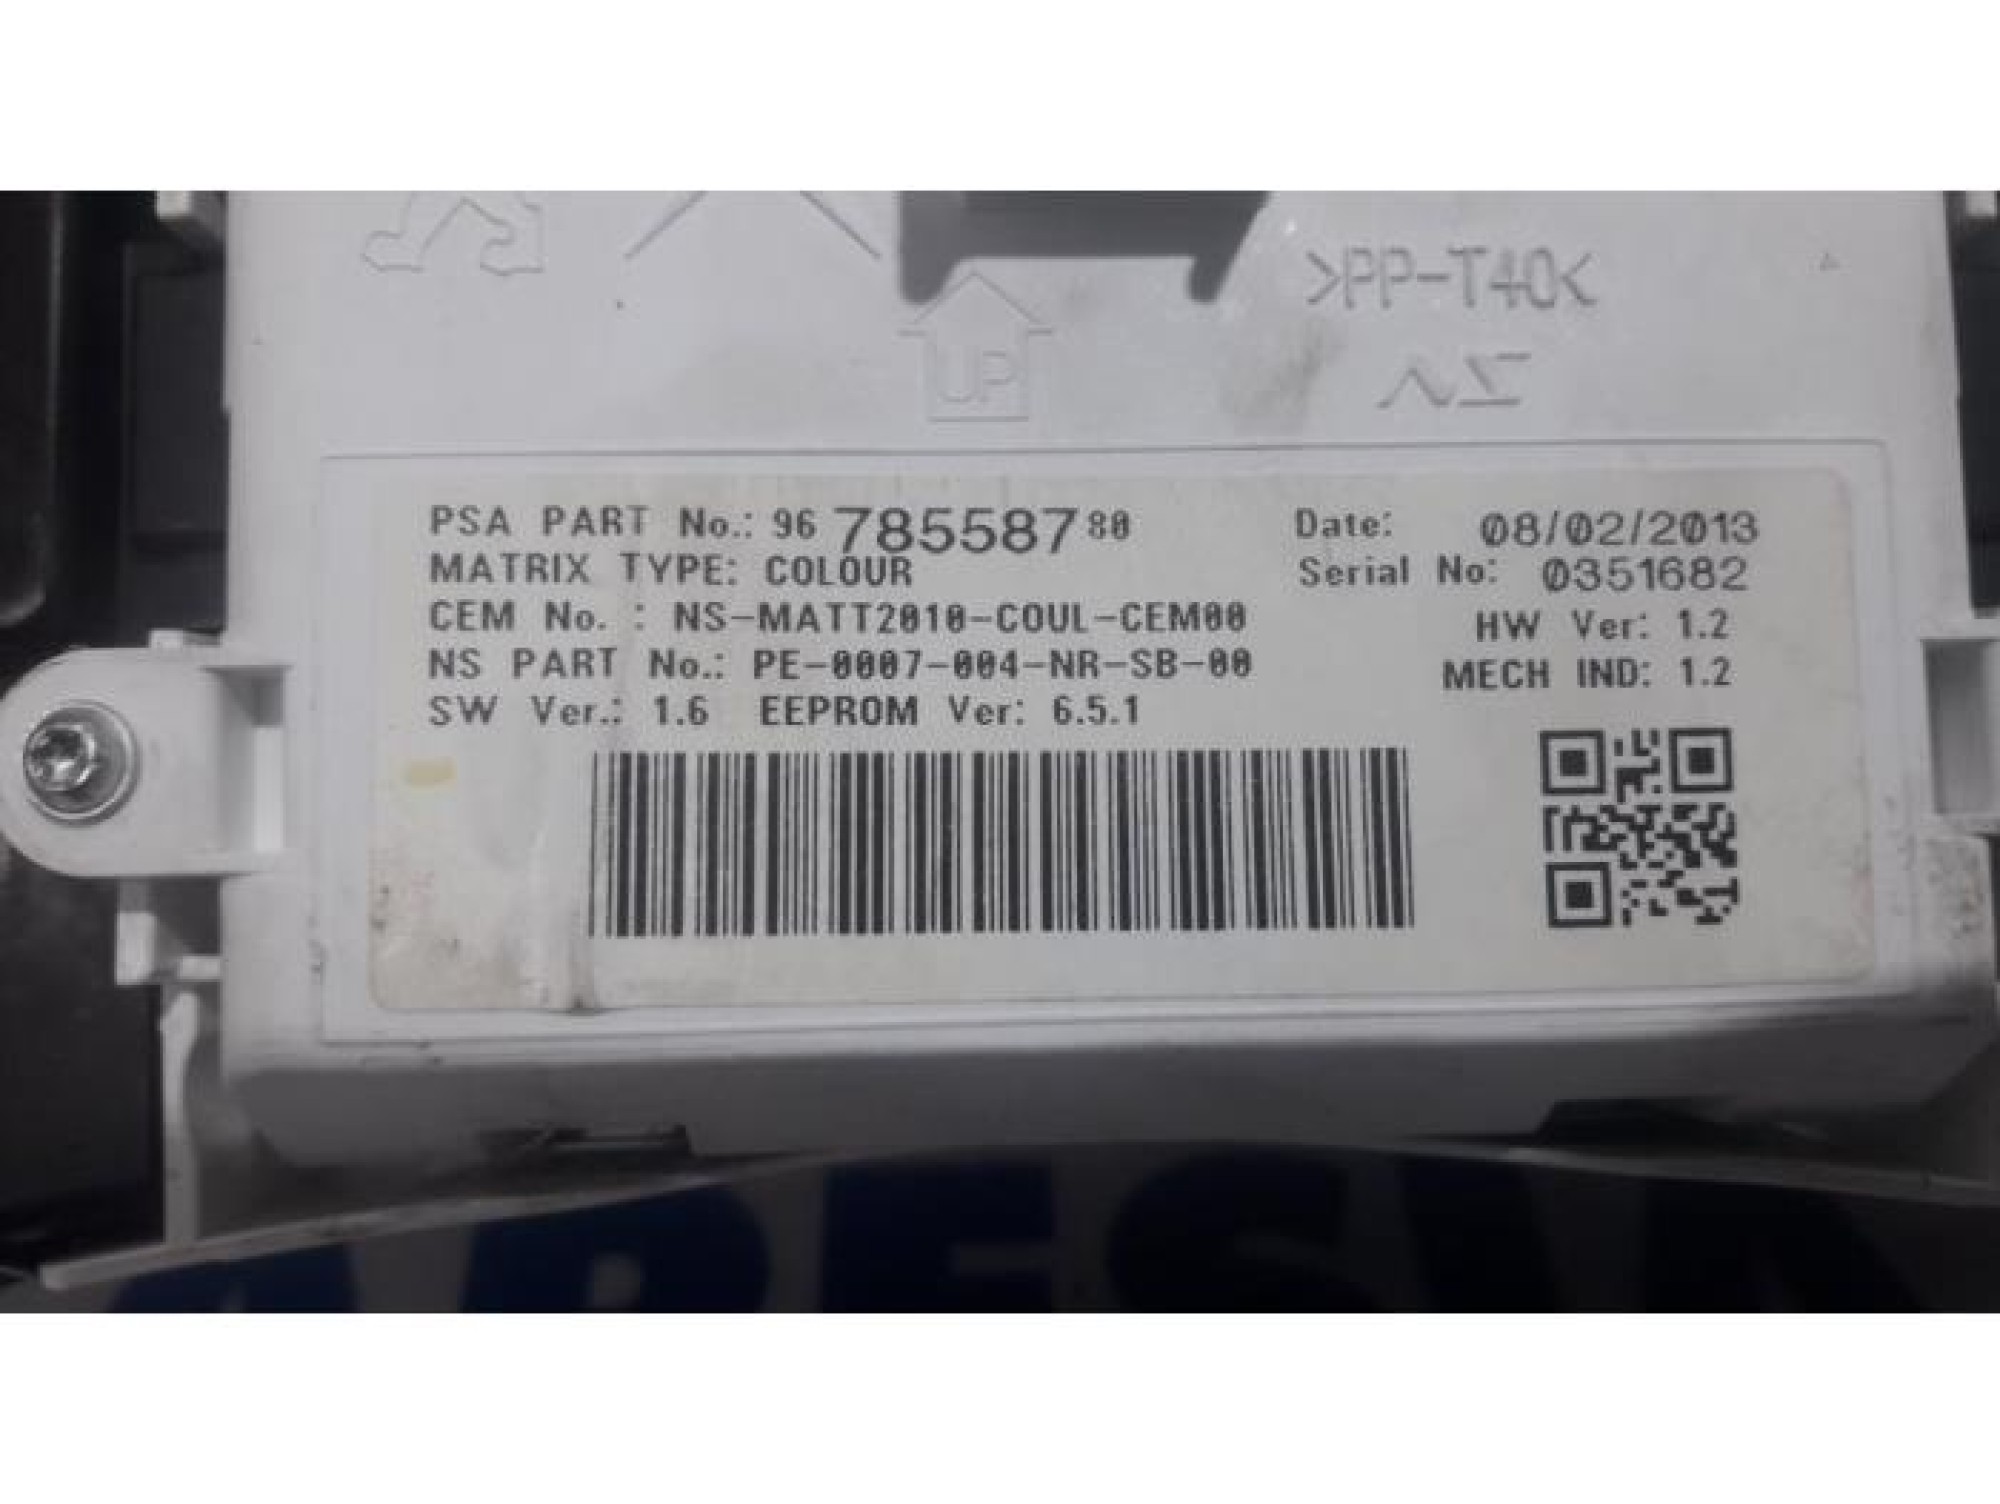 >PP-T40<
UP
PSA PART No.: 96 785587 80
MATRIX TYPE: COLOUR
CEM No. : NS-MATT2010-COUL-CEM00
NS PART No.: PE-0007-004-NR-SB-00
SW Ver.: 1.6 EEPROM Ver: 6.5.1
Date: 08/02/2013
Serial No: 0351682
HW Ver: 1.2
MECH IND: 1.2